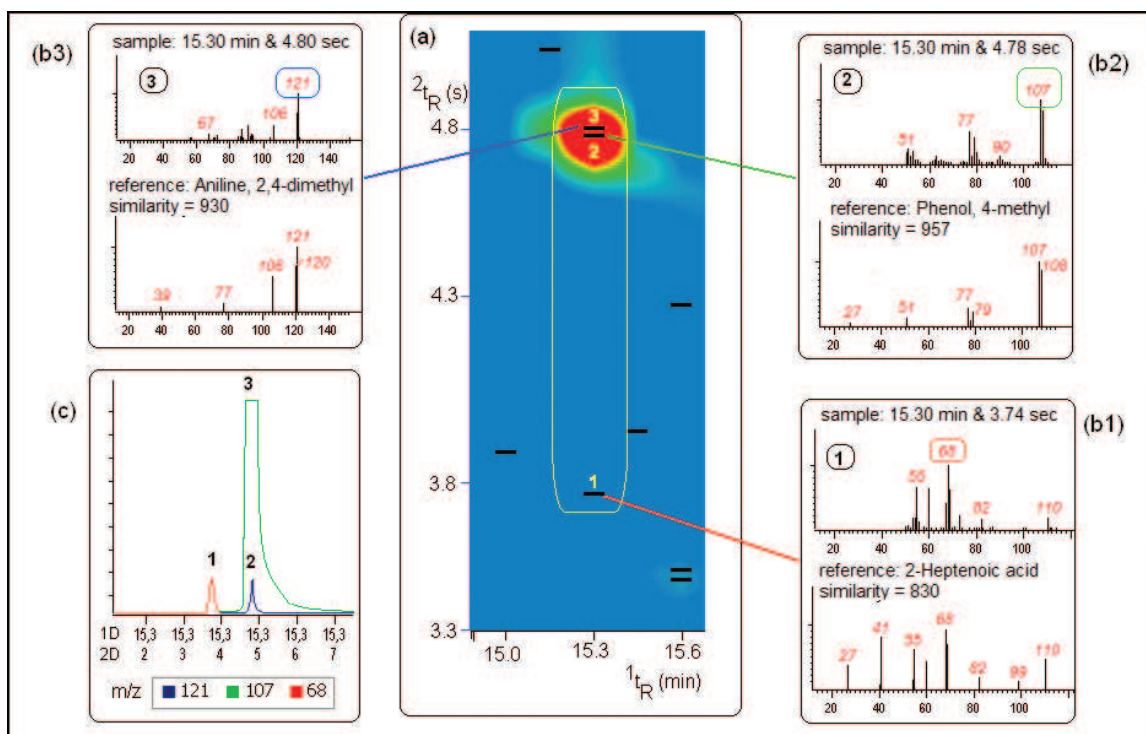 (b3)
sample: 15.30 min & 4.80 sec
3
121
67
106
20 40 60 80 100 120 140
reference: Aniline, 2,4-dimethyl
similarity = 930
121
106
120
39
77
20 40 60 80 100 120 140
(a)
2tR (s)
4.8
4.3
3.8
3.3
3
2
1
15.0 15.3 15.6
1tR (min)
(b2)
sample: 15.30 min & 4.78 sec
2
107
77
51
90
20 40 60 80 100
reference: Phenol, 4-methyl
similarity = 957
107
108
77
79
27
51
20 40 60 80 100
(c)
3
1
2
1D 15,3 15,3 15,3 15,3 15,3 15,3
2D 2 3 4 5 6 7
m/z 121 107 68
(b1)
sample: 15.30 min & 3.74 sec
1
68
55
82
110
20 40 60 80 100
reference: 2-Heptenoic acid
similarity = 830
41
68
55
27
110
82
99
20 40 60 80 100